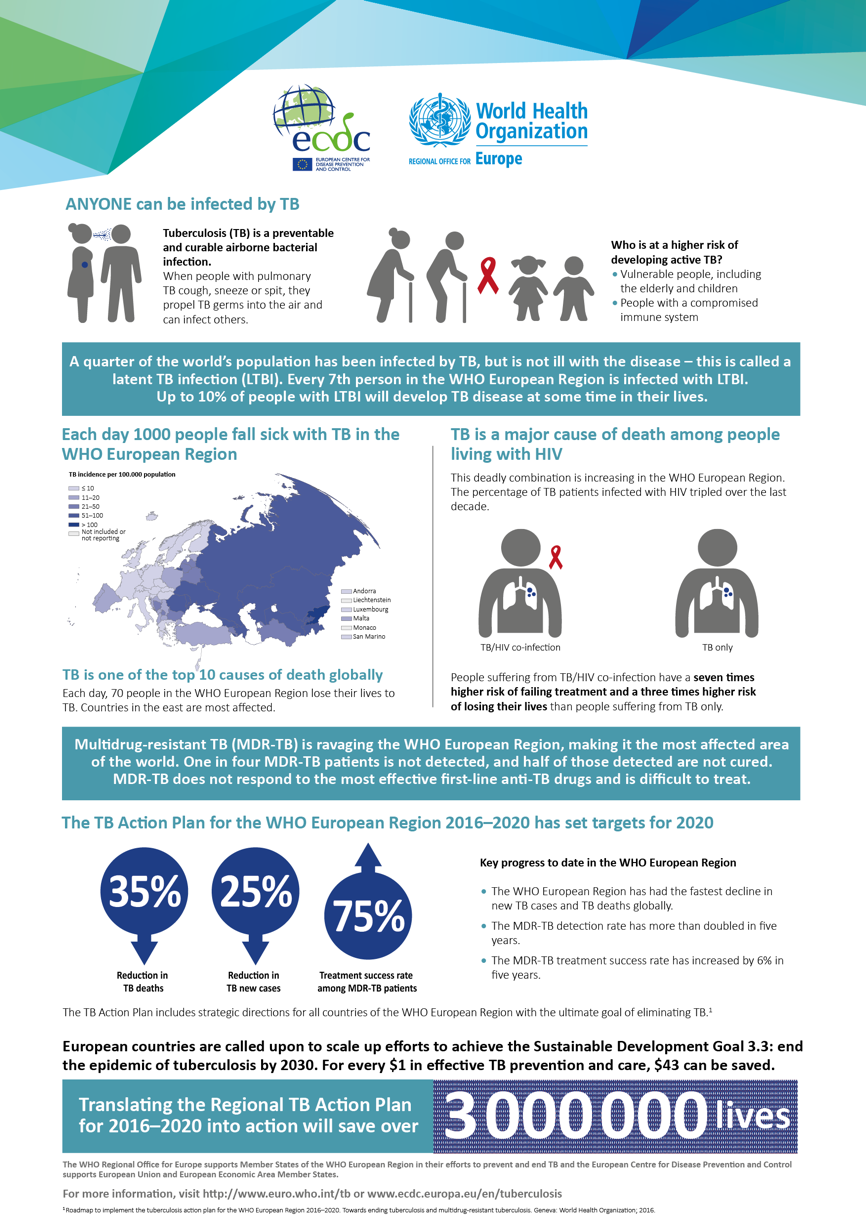 ecdc
EUROPEAN CENTRE FOR
DISEASE PREVENTION
AND CONTROL
World Health
Organization
REGIONAL OFFICE FOR Europe
ANYONE can be infected by TB
Tuberculosis (TB) is a preventable
and curable airborne bacterial
infection.
When people with pulmonary
TB cough, sneeze or spit, they
propel TB germs into the air and
can infect others.
Who is at a higher risk of
developing active TB?
• Vulnerable people, including
the elderly and children
• People with a compromised
immune system
A quarter of the world's population has been infected by TB, but is not ill with the disease – this is called a
latent TB infection (LTBI). Every 7th person in the WHO European Region is infected with LTBI.
Up to 10% of people with LTBI will develop TB disease at some time in their lives.
Each day 1000 people fall sick with TB in the
WHO European Region
TB incidence per 100.000 population
≤ 10
11–20
21–50
51–100
> 100
Not included or
not reporting
Andorra
Liechtenstein
Luxembourg
Malta
Monaco
San Marino
TB is one of the top 10 causes of death globally
Each day, 70 people in the WHO European Region lose their lives to
TB. Countries in the east are most affected.
TB is a major cause of death among people
living with HIV
This deadly combination is increasing in the WHO European Region.
The percentage of TB patients infected with HIV tripled over the last
decade.
TB/HIV co-infection
TB only
People suffering from TB/HIV co-infection have a seven times
higher risk of failing treatment and a three times higher risk
of losing their lives than people suffering from TB only.
Multidrug-resistant TB (MDR-TB) is ravaging the WHO European Region, making it the most affected area
of the world. One in four MDR-TB patients is not detected, and half of those detected are not cured.
MDR-TB does not respond to the most effective first-line anti-TB drugs and is difficult to treat.
The TB Action Plan for the WHO European Region 2016–2020 has set targets for 2020
35%
Reduction in
TB deaths
25%
Reduction in
TB new cases
75%
Treatment success rate
among MDR-TB patients
Key progress to date in the WHO European Region
• The WHO European Region has had the fastest decline in
new TB cases and TB deaths globally.
• The MDR-TB detection rate has more than doubled in five
years.
• The MDR-TB treatment success rate has increased by 6% in
five years.
The TB Action Plan includes strategic directions for all countries of the WHO European Region with the ultimate goal of eliminating TB.¹
European countries are called upon to scale up efforts to achieve the Sustainable Development Goal 3.3: end
the epidemic of tuberculosis by 2030. For every $1 in effective TB prevention and care, $43 can be saved.
Translating the Regional TB Action Plan
for 2016–2020 into action will save over
3 000 000 lives
The WHO Regional Office for Europe supports Member States of the WHO European Region in their efforts to prevent and end TB and the European Centre for Disease Prevention and Control
supports European Union and European Economic Area Member States.
For more information, visit http://www.euro.who.int/tb or www.ecdc.europa.eu/en/tuberculosis
¹Roadmap to implement the tuberculosis action plan for the WHO European Region 2016–2020. Towards ending tuberculosis and multidrug-resistant tuberculosis. Geneva: World Health Organization; 2016.